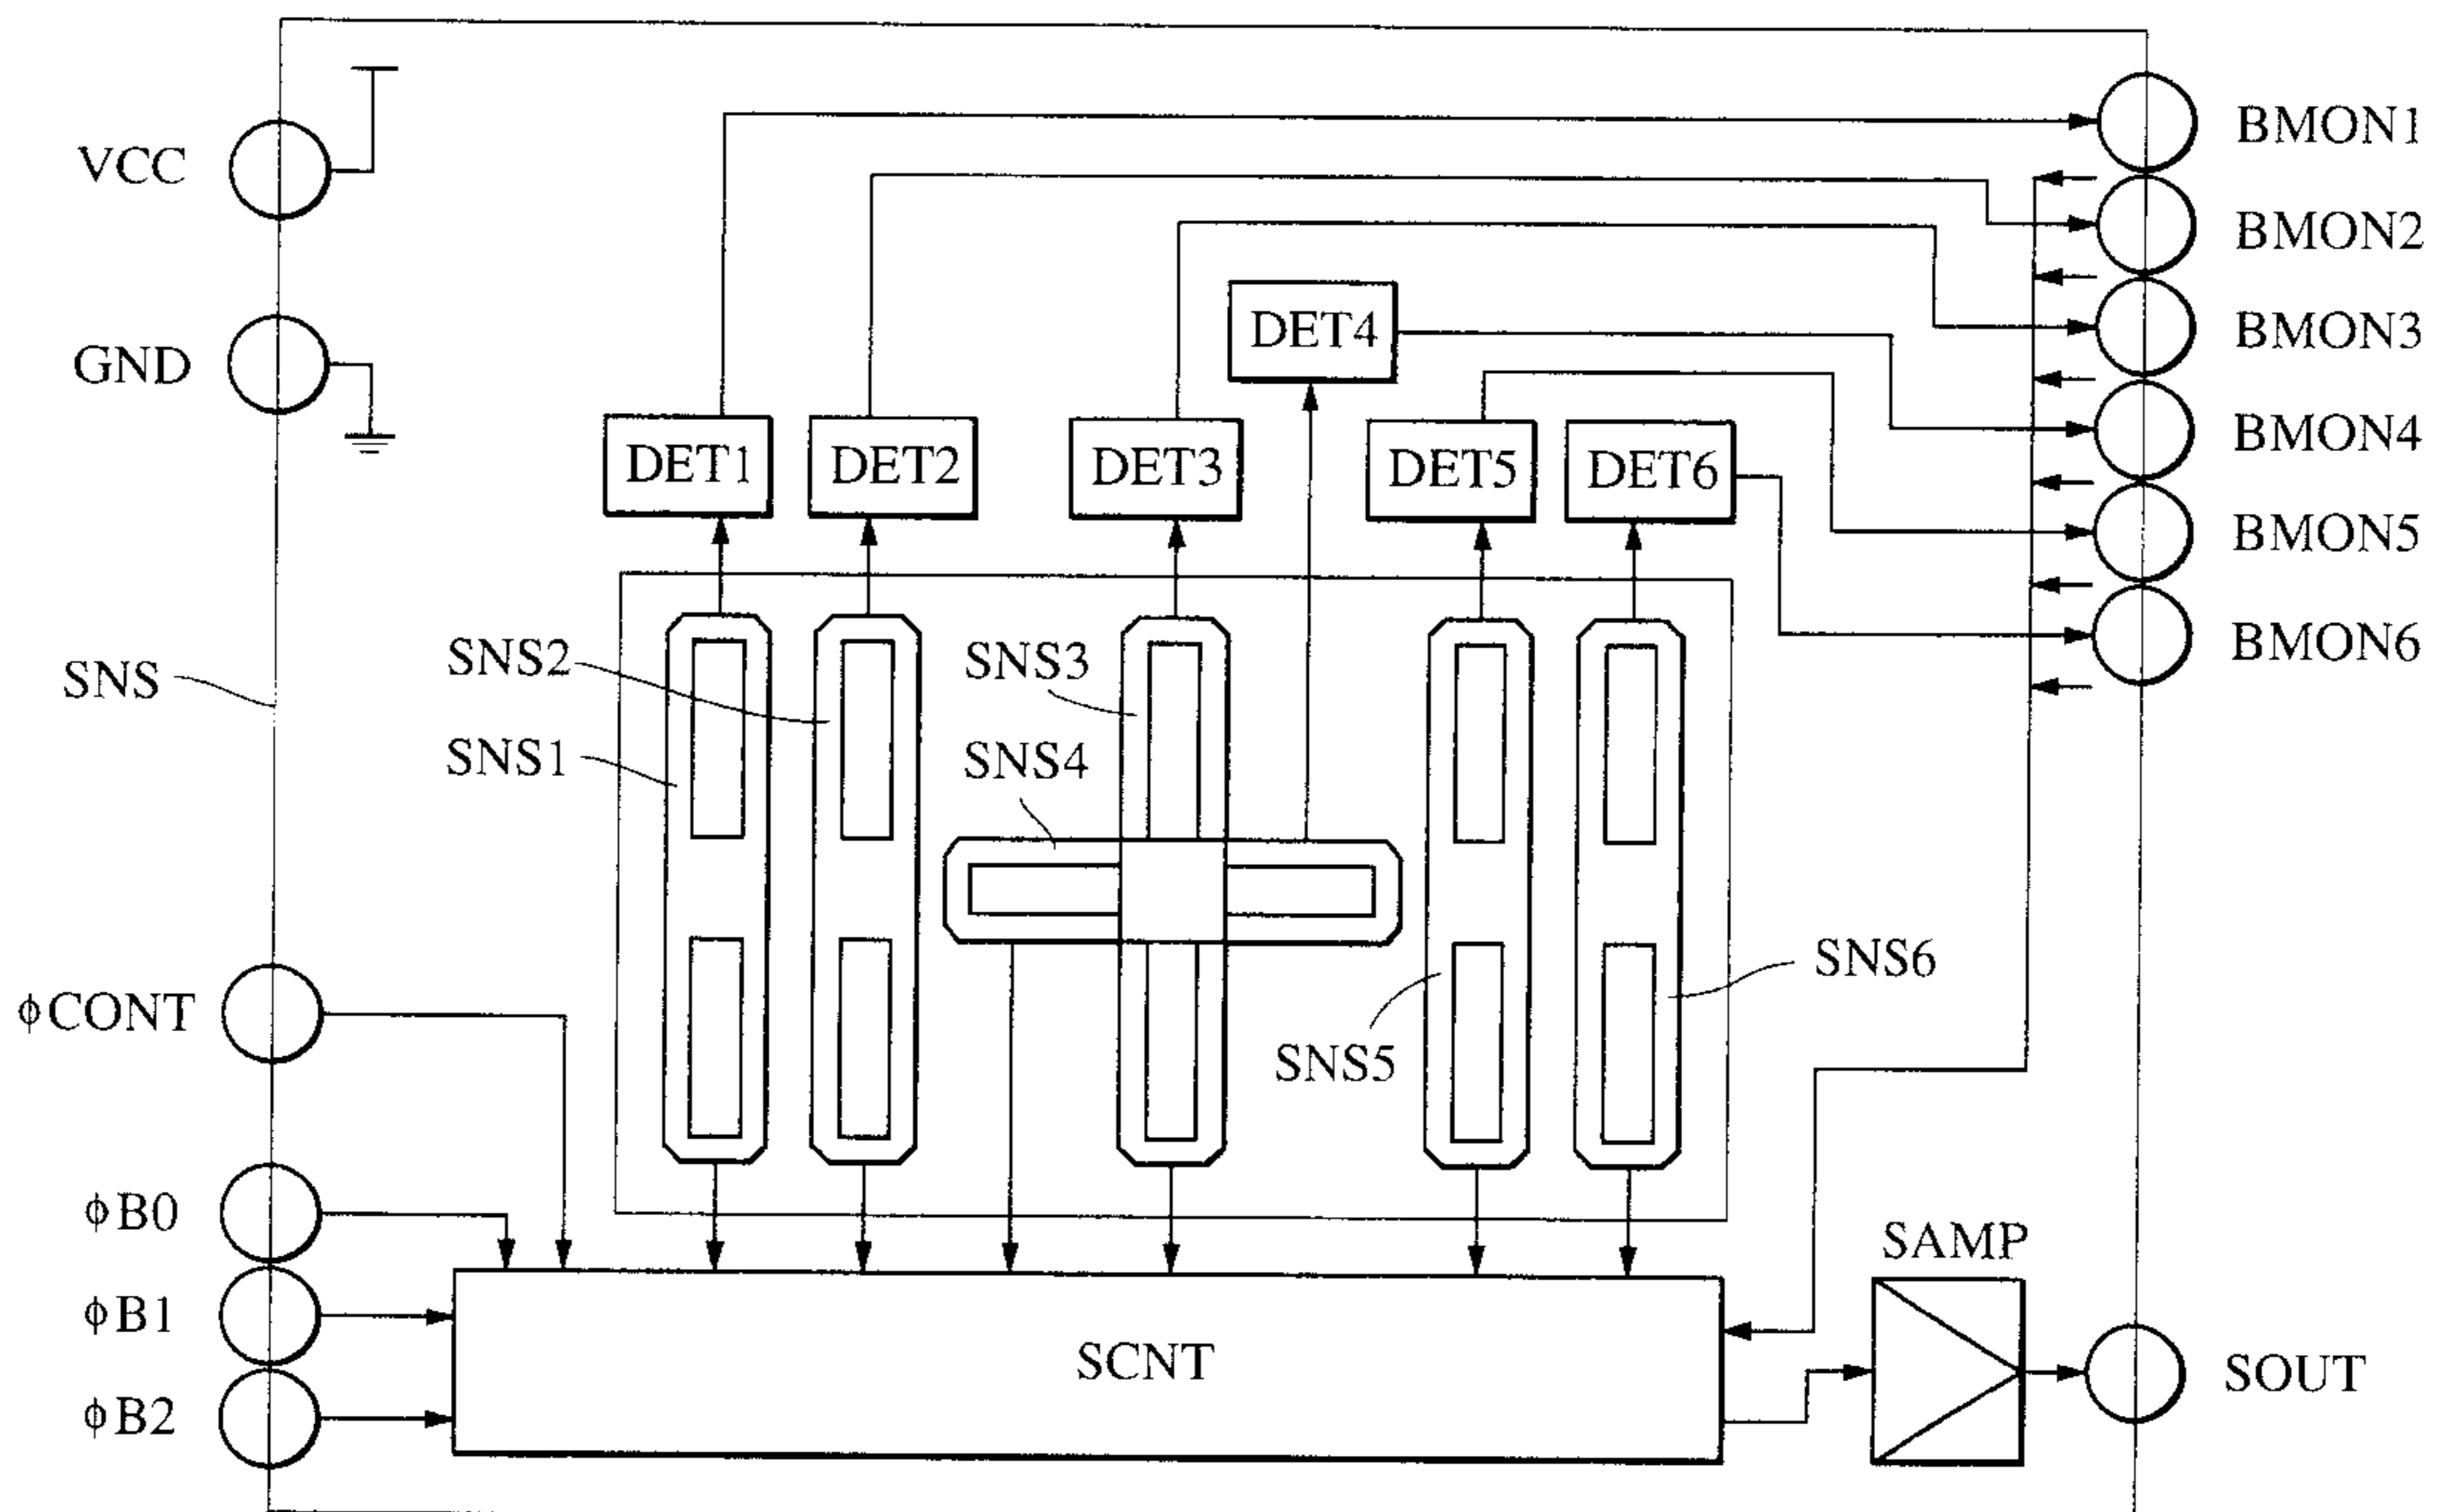 VCC
BMON1
BMON2
BMON3
DET4
GND
BMON4
DET1
DET2
DET3
DET5
DET6
BMON5
BMON6
SNS
SNS2
SNS3
SNS1
SNS4
SNS6
φCONT
SNS5
φB0
SAMP
φB1
SCNT
SOUT
φB2